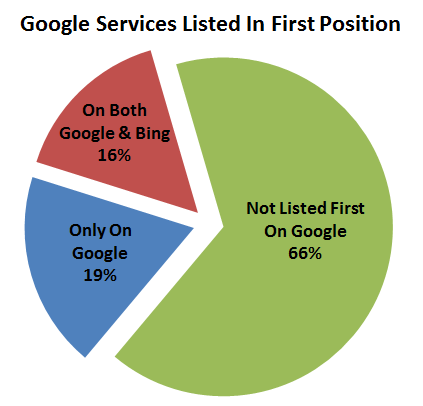 Google Services Listed In First Position
On Both
Google & Bing
16%
Not Listed First
On Google
66%
Only On
Google
19%